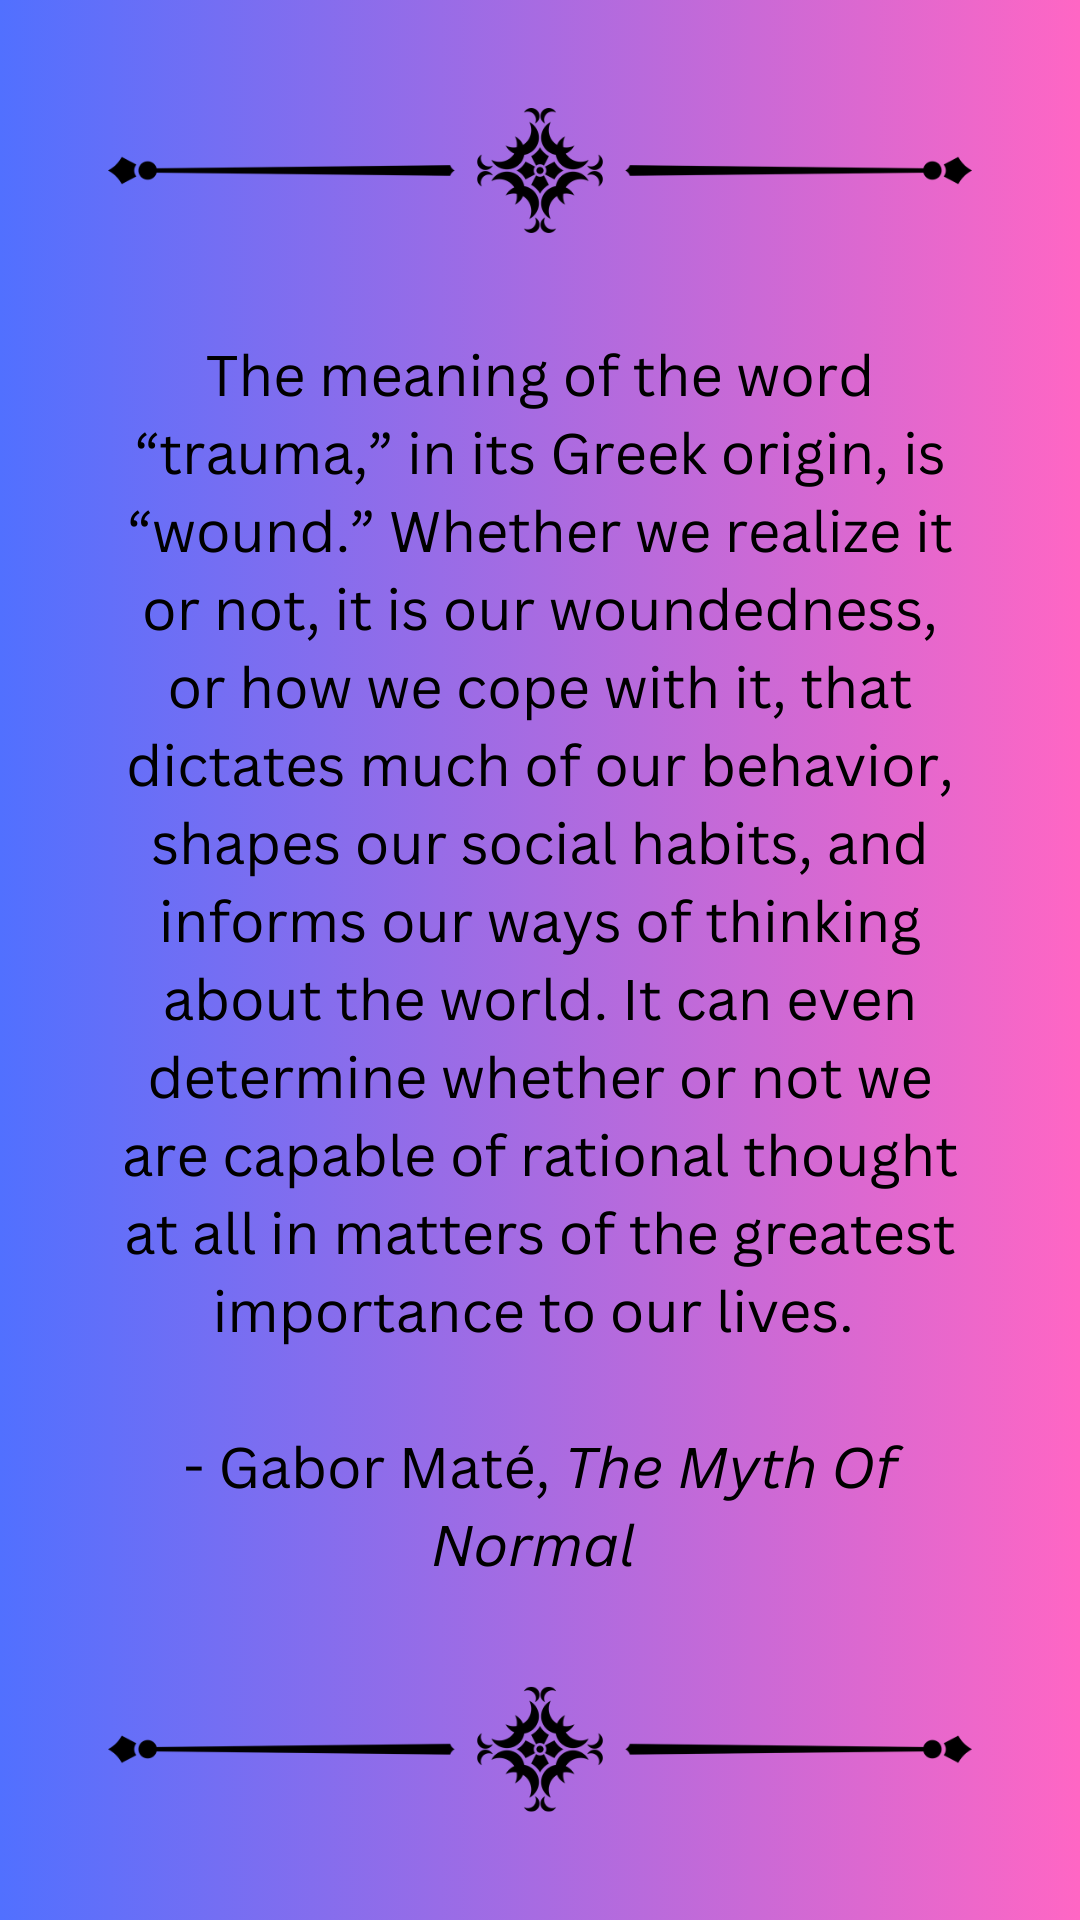 The meaning of the word
“trauma,” in its Greek origin, is
“wound.” Whether we realize it
or not, it is our woundedness,
or how we cope with it, that
dictates much of our behavior,
shapes our social habits, and
informs our ways of thinking
about the world. It can even
determine whether or not we
are capable of rational thought
at all in matters of the greatest
importance to our lives.
- Gabor Maté, The Myth Of
Normal